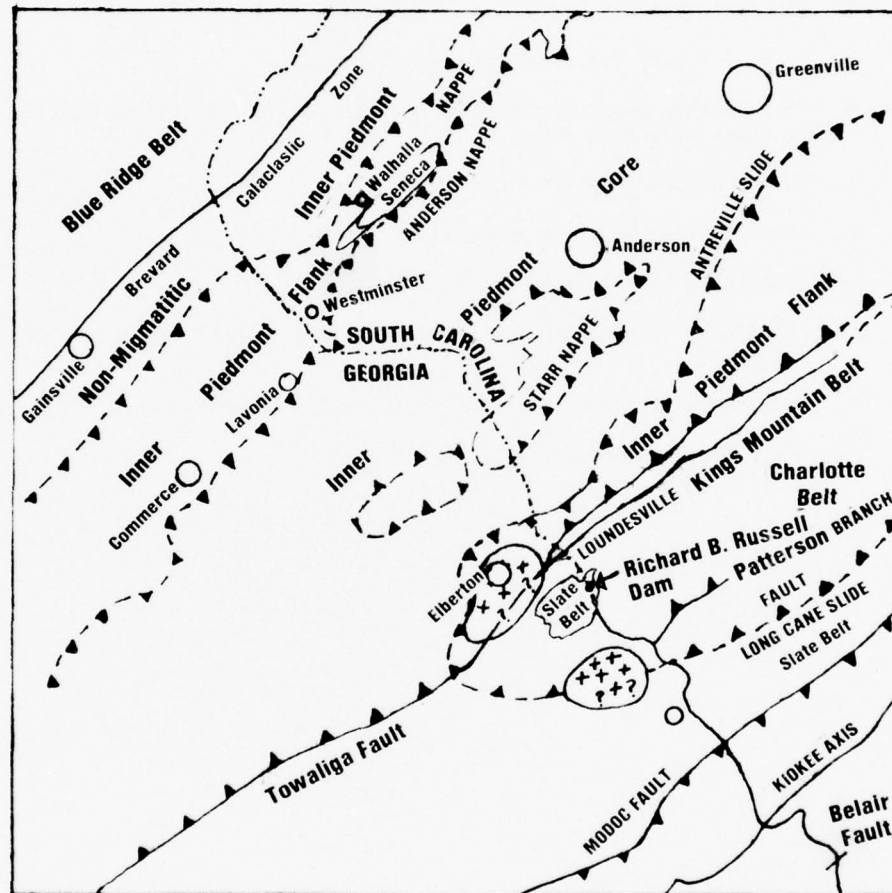 Greenville
Zone
Calaclaslic
NAPPE
Inner Piedmont
Blue Ridge Belt
Walhalla
Seneca
ANDERSON NAPPE
Core
ANTREVILLE SLIDE
Anderson
Brevard
Flank
Westminster
Piedmont
Flank
Non-Migmatitic
Piedmont
SOUTH CAROLINA
GEORGIA
STARR NAPPE
Piedmont
Gainsville
Lavonia
Inner
Inner
Inner
Kings Mountain Belt
Commerce
Charlotte
Belt
LOUNDESVILLE
Richard B. Russell
Dam
Patterson BRANCH
Elberton
Slate
Belt
FAULT
LONG CANE SLIDE
Slate Belt
? ?
Towaliga Fault
KIOKEE AXIS
MODOC FAULT
Belair
Fault